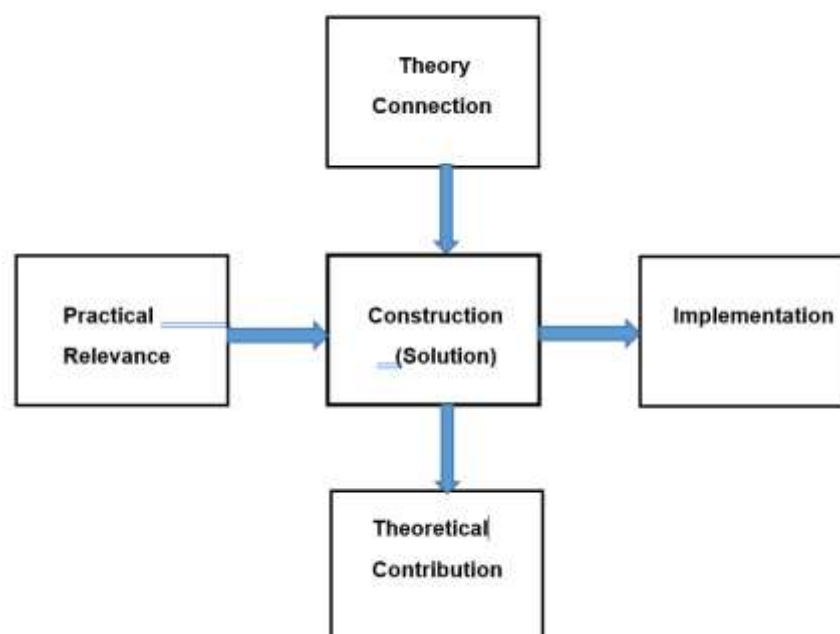 Theory
Connection
Practical
Relevance
Construction
(Solution)
Implementation
Theoretical
Contribution